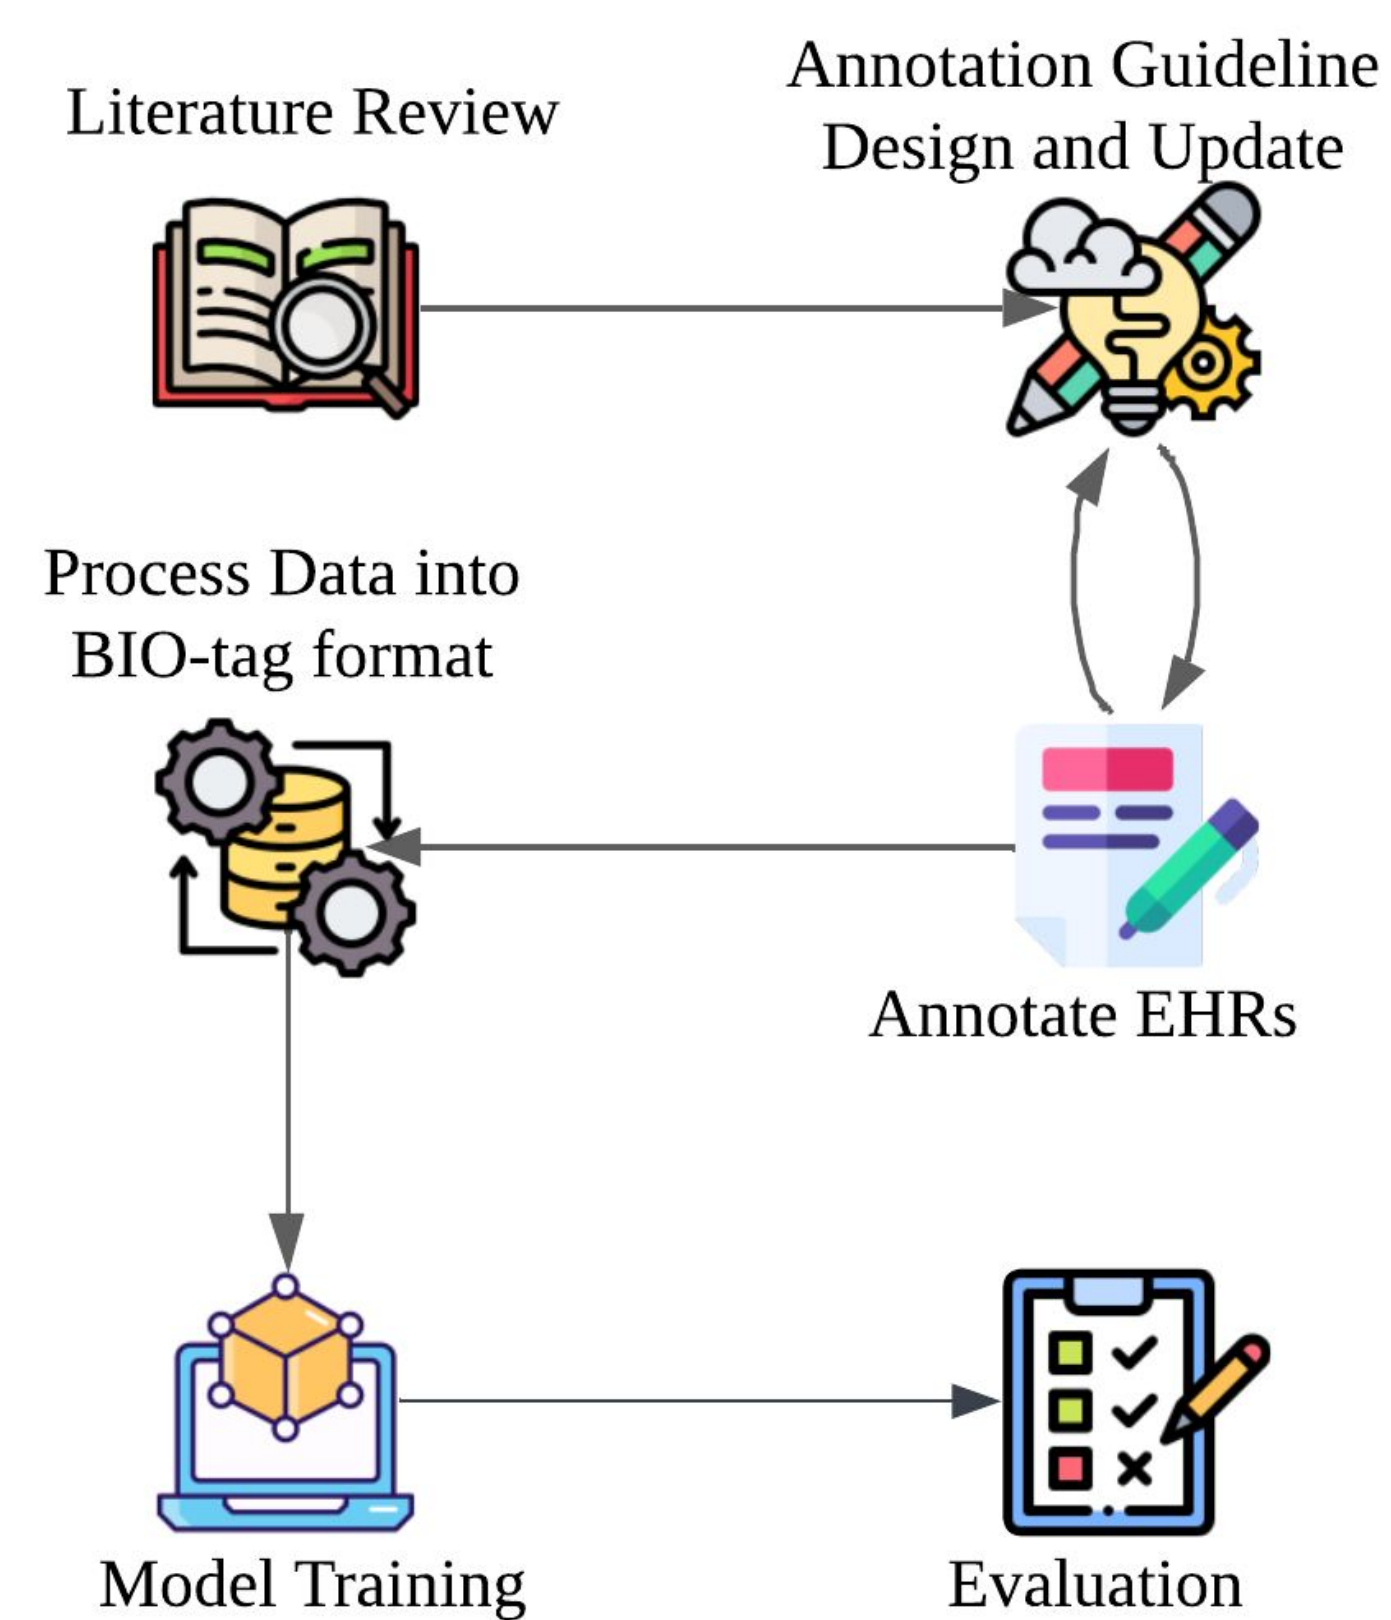 Literature Review
Annotation Guideline
Design and Update
Process Data into
BIO-tag format
Annotate EHRs
Model Training
Evaluation